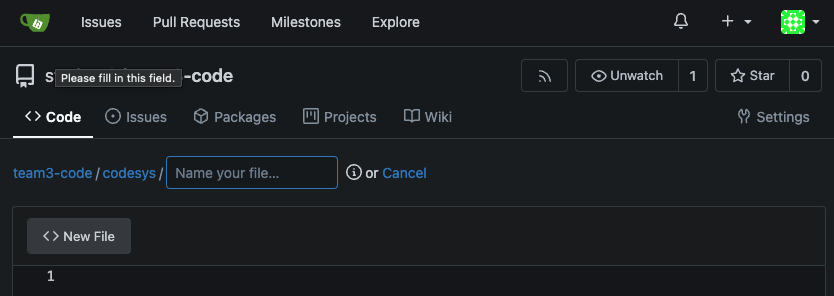 Issues Pull Requests Milestones Explore
Please fill in this field. -code
Unwatch 1 Star 0
Code Issues Packages Projects Wiki Settings
team3-code / codesys / Name your file... or Cancel
<> New File
1